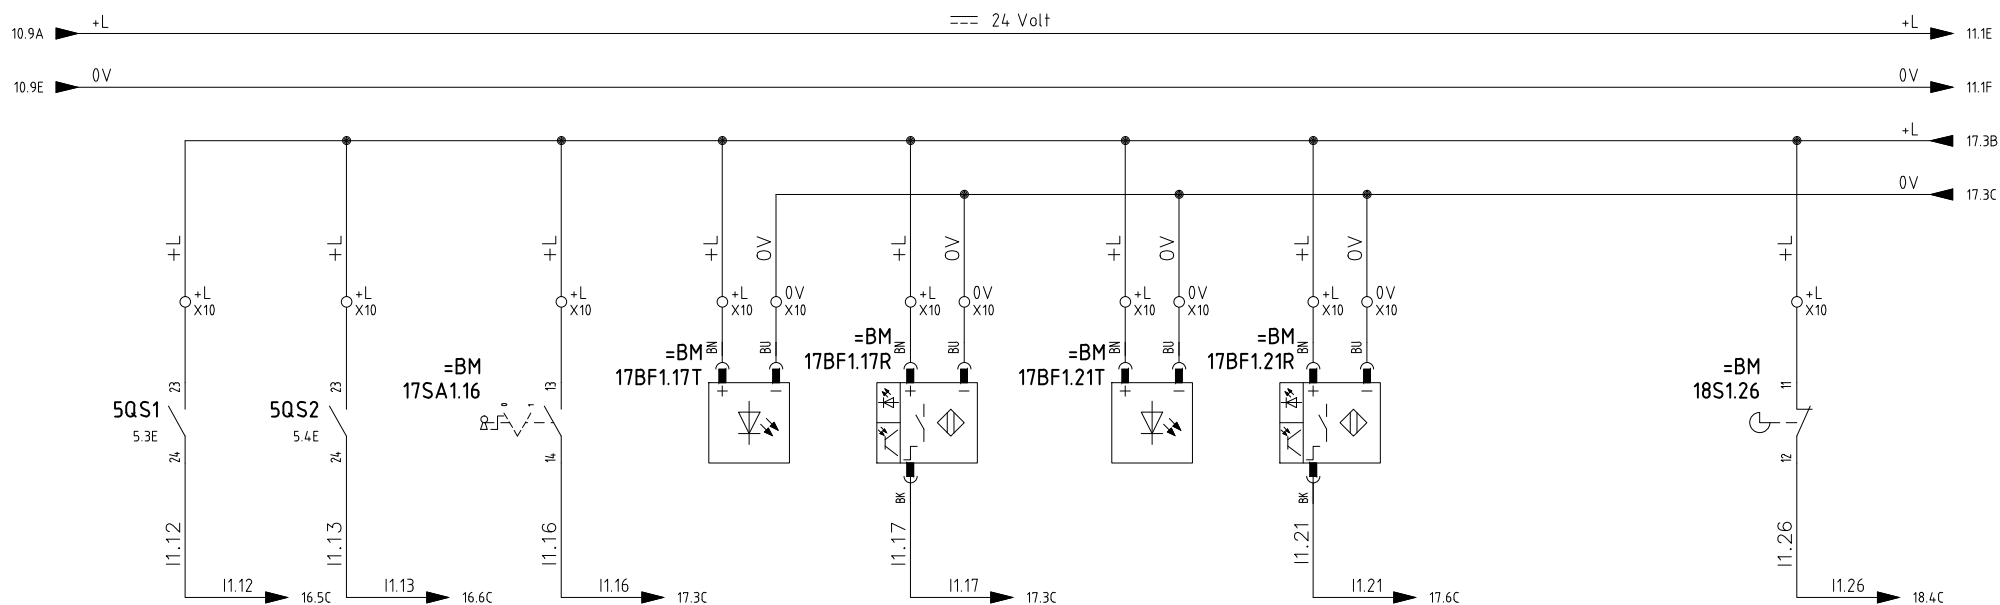 +L 24 Volt +L
10.9A 11.1E
0V 0V
10.9E 11.1F
+L
17.3B
0V
17.3C
+L +L +L +L 0V +L 0V +L 0V +L 0V +L
+L +L +L +L 0V +L 0V +L 0V +L 0V +L
X10 X10 X10 X10 X10 X10 X10 X10 X10 X10 X10 X10
=BM
17SA1.16
=BM
17BF1.17T
BN BU
=BM
17BF1.17R
BN BU
=BM
17BF1.21T
BN BU
=BM
17BF1.21R
BN BU
=BM
18S1.26
23 23 13 + − + − + − + − 11
5QS1
5.3E
5QS2
5.4E
0 1
24 24 14 12
BK BK
I1.12 I1.13 I1.16 I1.17 I1.21 I1.26
I1.12 I1.13 I1.16 I1.17 I1.21 I1.26
16.5C 16.6C 17.3C 17.3C 17.6C 18.4C